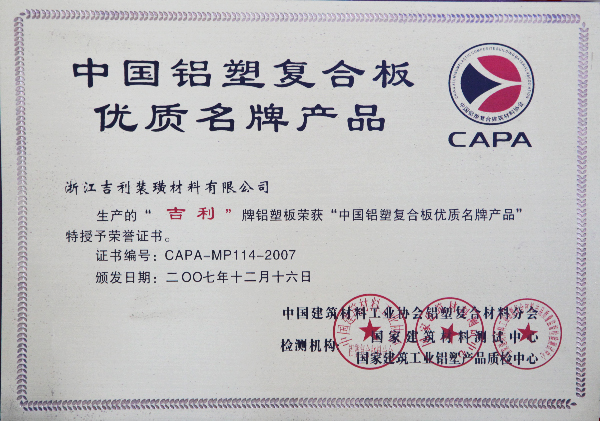 中国铝塑复合板
优质名牌产品
CAPA
浙江吉利装璜材料有限公司
生产的“吉利”牌铝塑板荣获“中国铝塑复合板优质名牌产品”
特授予荣誉证书。
证书编号：CAPA-MP114-2007
颁发日期：二〇〇七年十二月十六日
中国建筑材料工业协会铝塑复合材料分会
检测机构：
国家建筑材料测试中心
国家建筑工业铝塑产品质检中心